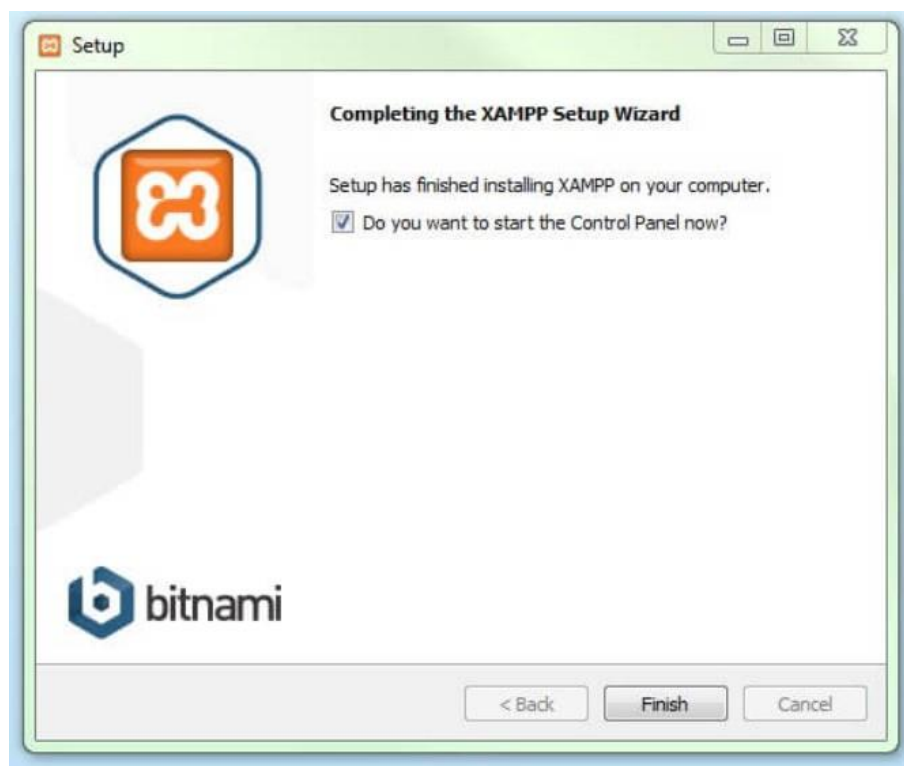 Setup
Completing the XAMPP Setup Wizard
Setup has finished installing XAMPP on your computer.
Do you want to start the Control Panel now?
bitnami
< Back Finish Cancel